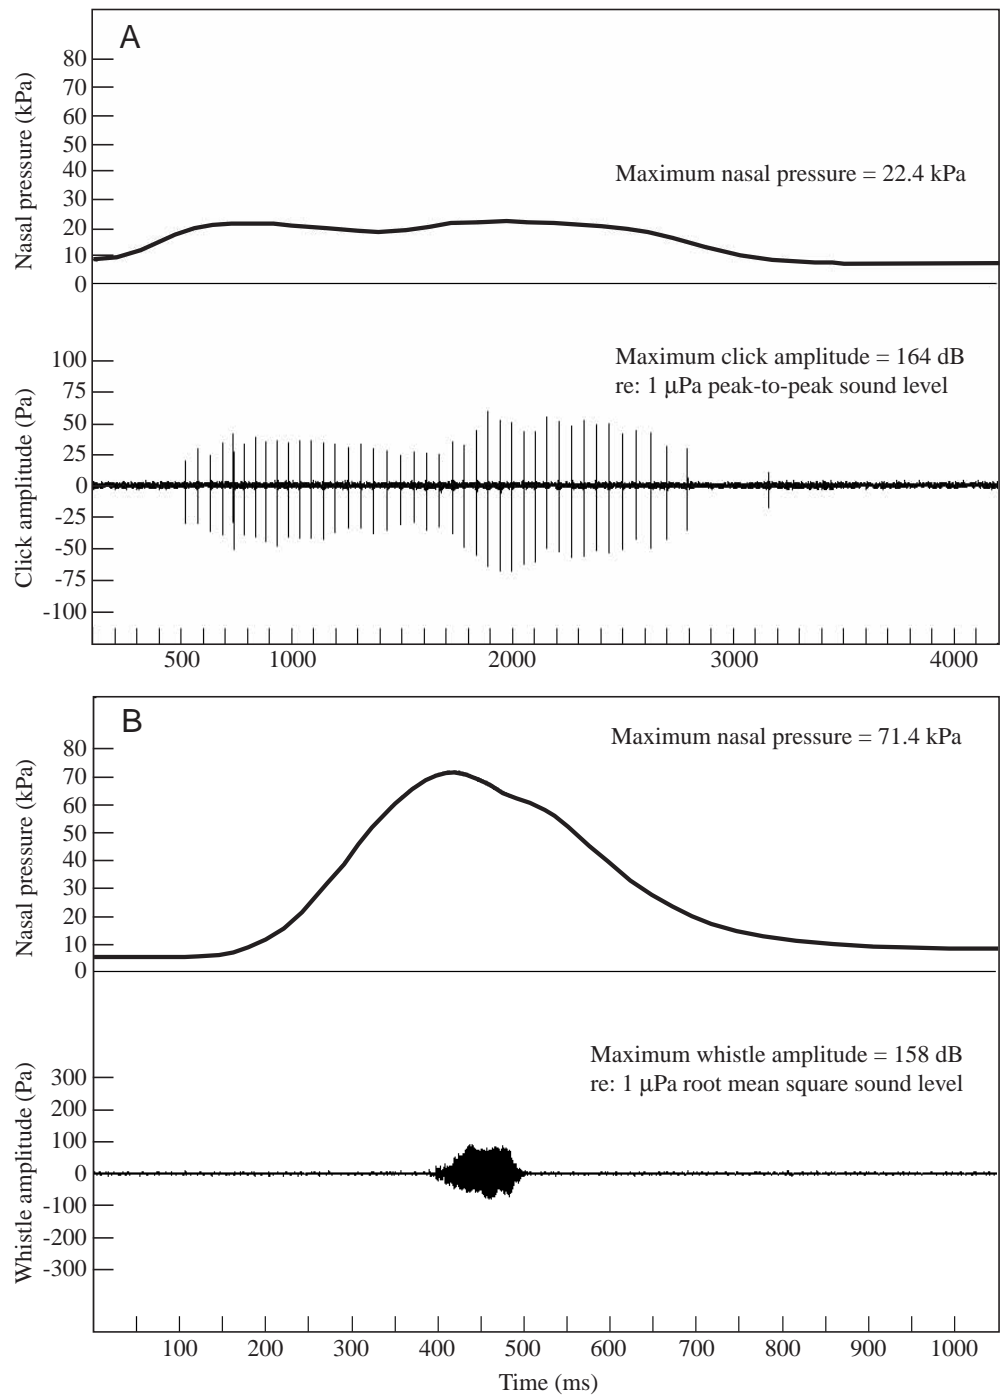 A
Nasal pressure (kPa)
80
70
60
50
40
30
20
10
0
Maximum nasal pressure = 22.4 kPa
Click amplitude (Pa)
100
75
50
25
0
-25
-50
-75
-100
Maximum click amplitude = 164 dB
re: 1 μPa peak-to-peak sound level
500 1000 2000 3000 4000
B
Nasal pressure (kPa)
80
70
60
50
40
30
20
10
0
Maximum nasal pressure = 71.4 kPa
Whistle amplitude (Pa)
300
200
100
0
-100
-200
-300
Maximum whistle amplitude = 158 dB
re: 1 μPa root mean square sound level
100 200 300 400 500 600 700 800 900 1000
Time (ms)